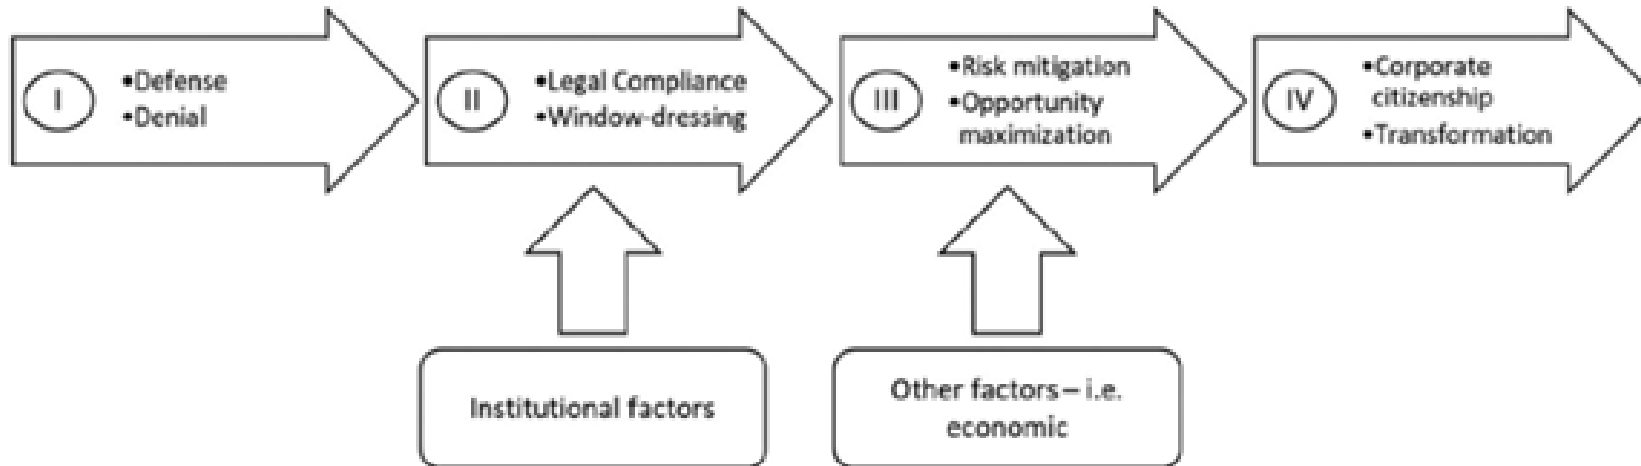 I
•Defense
•Denial
II
•Legal Compliance
•Window-dressing
III
•Risk mitigation
•Opportunity
maximization
IV
•Corporate
citizenship
•Transformation
Institutional factors
Other factors – i.e.
economic